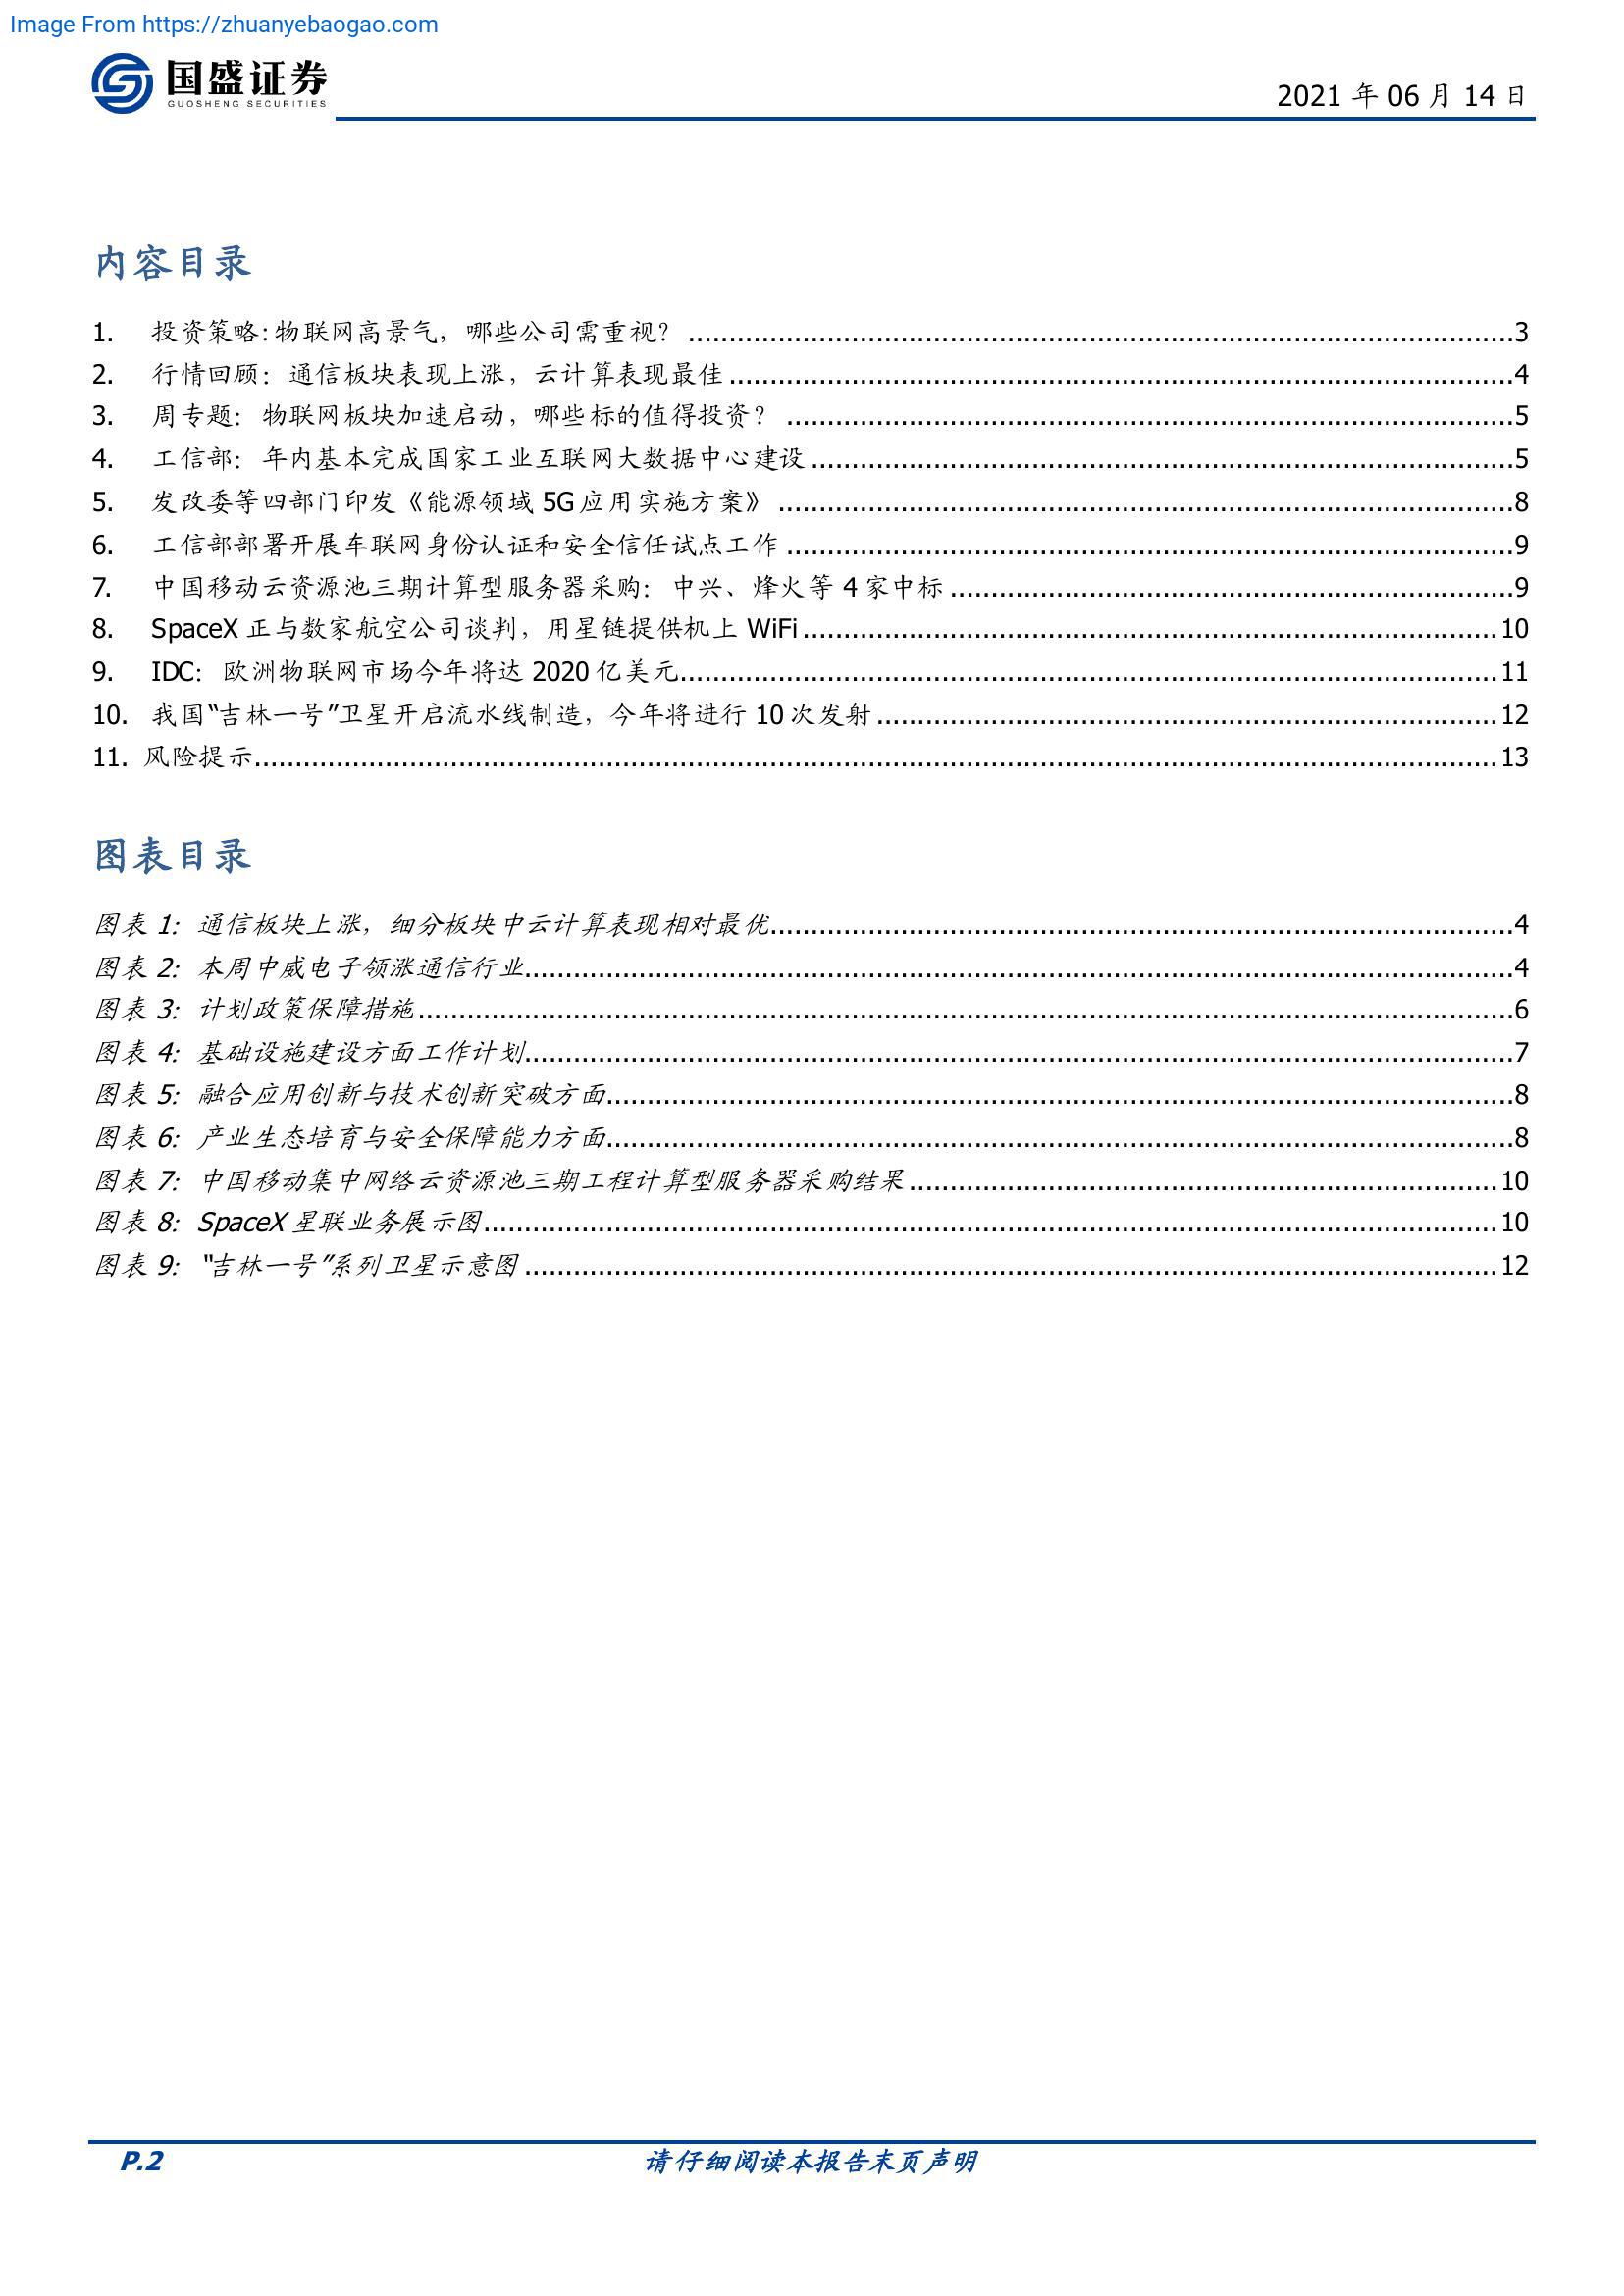 Image From https://zhuanyebaogao.com
国盛证券
GUOSHENG SECURITIES
2021 年 06 月 14 日
内容目录
1. 投资策略:物联网高景气，哪些公司需重视？ 3
2. 行情回顾：通信板块表现上涨，云计算表现最佳 4
3. 周专题：物联网板块加速启动，哪些标的值得投资？ 5
4. 工信部：年内基本完成国家工业互联网大数据中心建设 5
5. 发改委等四部门印发《能源领域 5G 应用实施方案》 8
6. 工信部部署开展车联网身份认证和安全信任试点工作 9
7. 中国移动云资源池三期计算型服务器采购：中兴、烽火等 4 家中标 9
8. SpaceX 正与数家航空公司谈判，用星链提供机上 WiFi 10
9. IDC：欧洲物联网市场今年将达 2020 亿美元 11
10. 我国“吉林一号”卫星开启流水线制造，今年将进行 10 次发射 12
11. 风险提示 13
图表目录
图表 1：通信板块上涨，细分板块中云计算表现相对最优 4
图表 2：本周中威电子领涨通信行业 4
图表 3：计划政策保障措施 6
图表 4：基础设施建设方面工作计划 7
图表 5：融合应用创新与技术创新突破方面 8
图表 6：产业生态培育与安全保障能力方面 8
图表 7：中国移动集中网络云资源池三期工程计算型服务器采购结果 10
图表 8：SpaceX 星联业务展示图 10
图表 9：“吉林一号”系列卫星示意图 12
P.2 请仔细阅读本报告末页声明